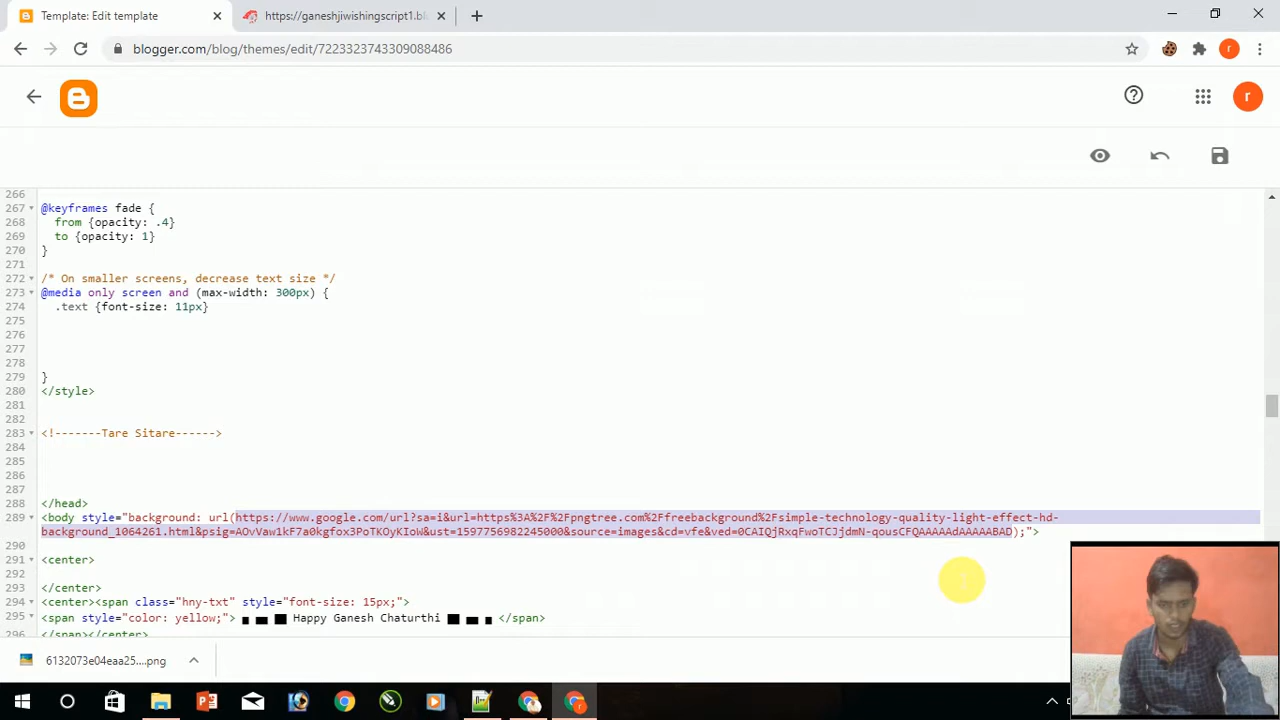 Template: Edit template
https://ganeshjiwishingscript1.bl
blogger.com/blog/themes/edit/7223323743309088486
r
r
266
267 @keyframes fade {
268 from {opacity: .4}
269 to {opacity: 1}
270 }
271
272 /* On smaller screens, decrease text size */
273 @media only screen and (max-width: 300px) {
274 .text {font-size: 11px}
275
276
277
278
279 }
280 </style>
281
282
283 <!-------Tare Sitare------>
284
285
286
287
288 </head>
289 <body style="background: url(https://www.google.com/url?sa=i&url=https%3A%2F%2Fpngtree.com%2Ffreebackground%2Fsimple-technology-quality-light-effect-hd-
background_1064261.html&psig=AOvVaw1kF7a0kgfox3PoTKOyKIoW&ust=1597756982245000&source=images&cd=vfe&ved=0CAIQjRxqFwoTCJjdmN-qousCFQAAAAAdAAAAABAD);">
290
291 <center>
292
293 </center>
294 <center><span class="hny-txt" style="font-size: 15px;">
295 <span style="color: yellow;"> Happy Ganesh Chaturthi </span>
296 </span></center>
6132073e04eaa25....png